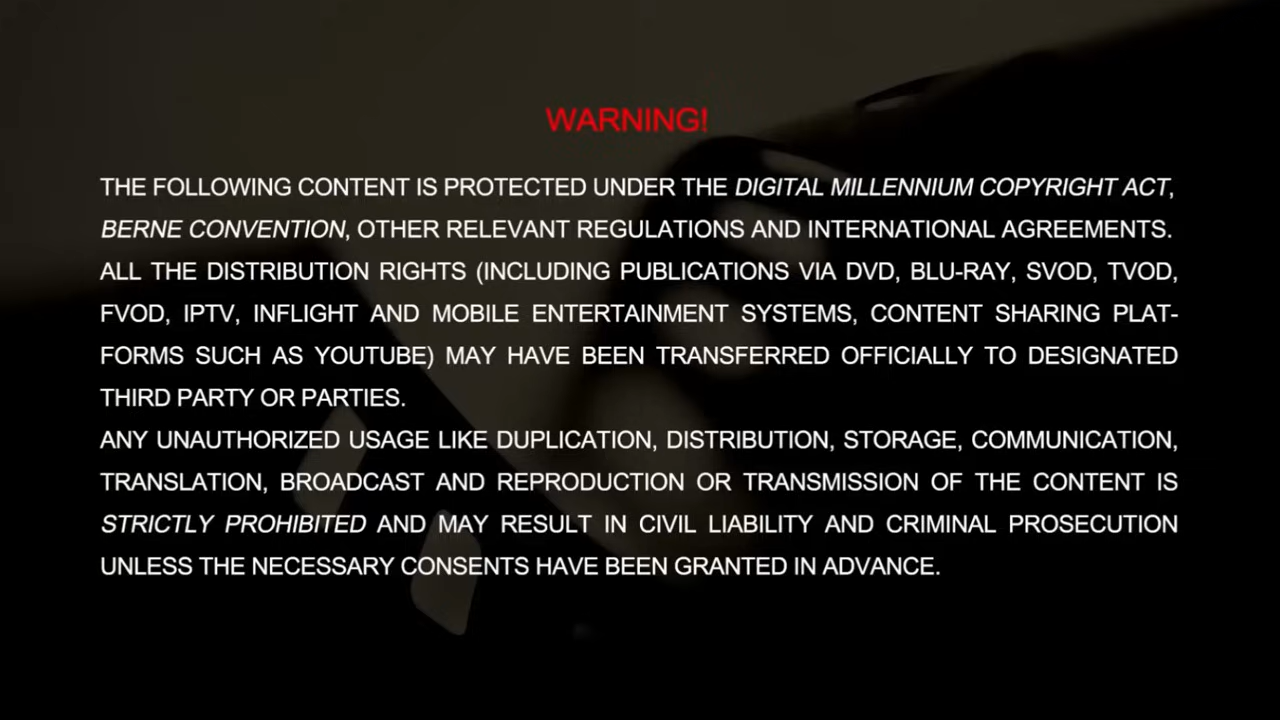 WARNING!
THE FOLLOWING CONTENT IS PROTECTED UNDER THE DIGITAL MILLENNIUM COPYRIGHT ACT,
BERNE CONVENTION, OTHER RELEVANT REGULATIONS AND INTERNATIONAL AGREEMENTS.
ALL THE DISTRIBUTION RIGHTS (INCLUDING PUBLICATIONS VIA DVD, BLU-RAY, SVOD, TVOD,
FVOD, IPTV, INFLIGHT AND MOBILE ENTERTAINMENT SYSTEMS, CONTENT SHARING PLAT-
FORMS SUCH AS YOUTUBE) MAY HAVE BEEN TRANSFERRED OFFICIALLY TO DESIGNATED
THIRD PARTY OR PARTIES.
ANY UNAUTHORIZED USAGE LIKE DUPLICATION, DISTRIBUTION, STORAGE, COMMUNICATION,
TRANSLATION, BROADCAST AND REPRODUCTION OR TRANSMISSION OF THE CONTENT IS
STRICTLY PROHIBITED AND MAY RESULT IN CIVIL LIABILITY AND CRIMINAL PROSECUTION
UNLESS THE NECESSARY CONSENTS HAVE BEEN GRANTED IN ADVANCE.